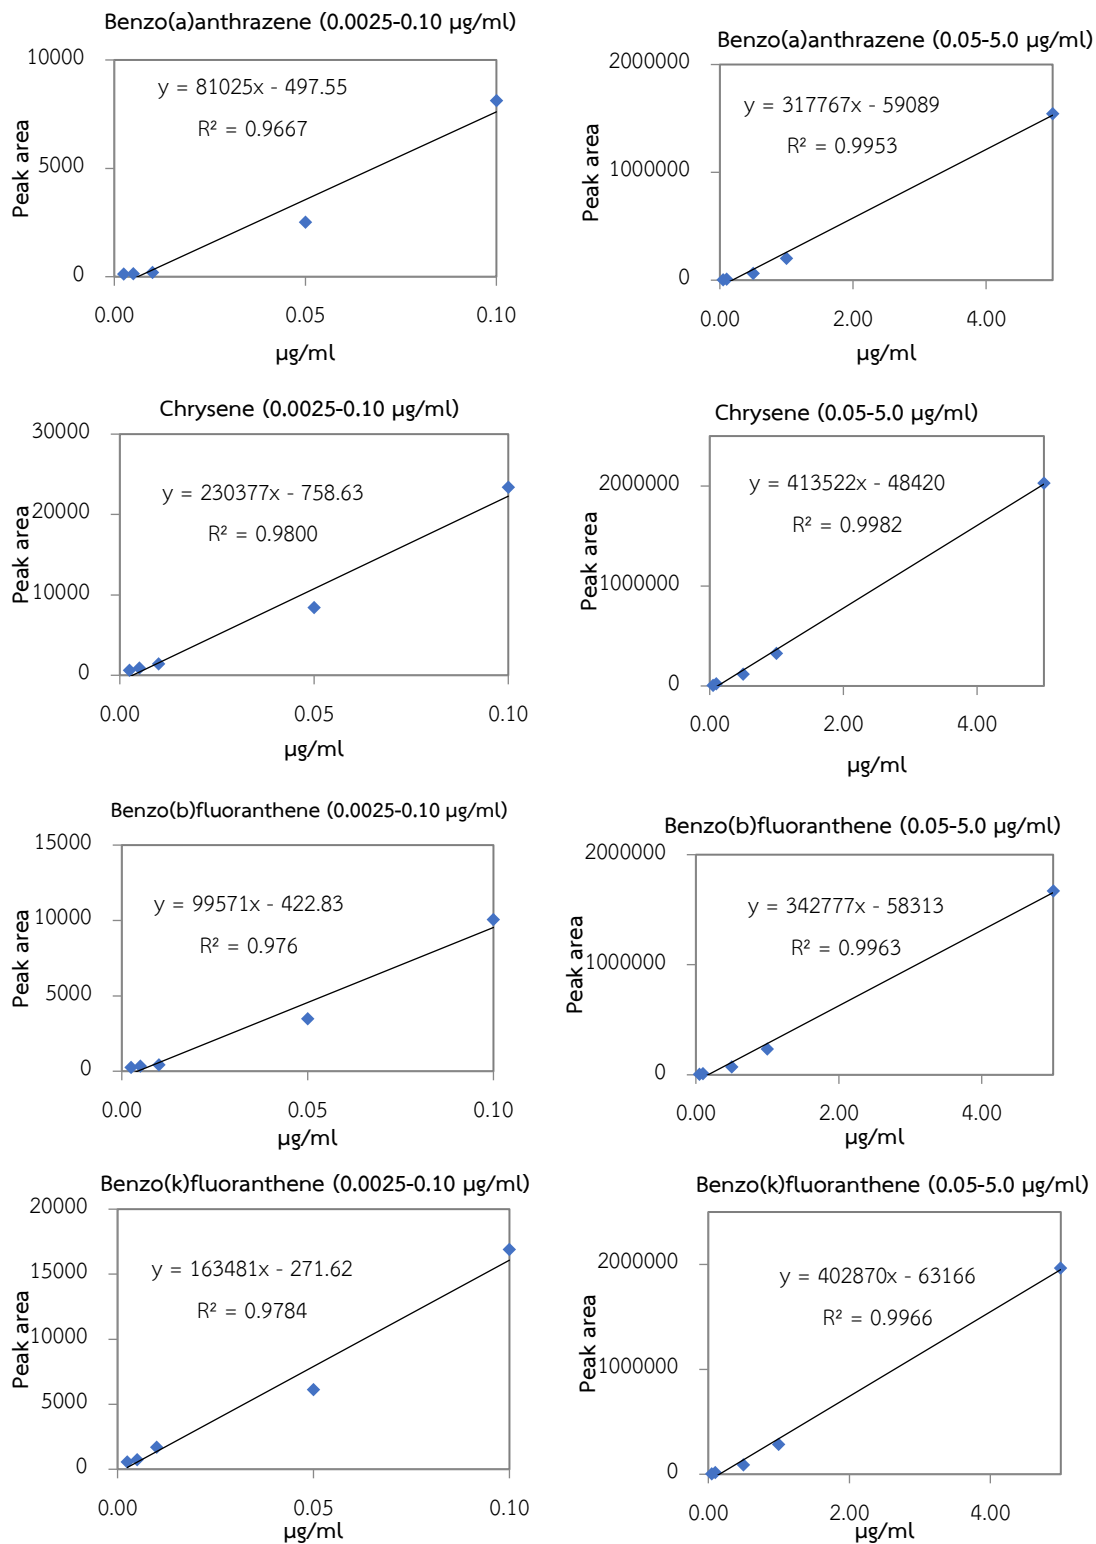 Benzo(a)anthrazene (0.0025-0.10 µg/ml)
10000
y = 81025x - 497.55
R² = 0.9667
Peak area
5000
0
0.00
0.05
0.10
µg/ml
Benzo(a)anthrazene (0.05-5.0 µg/ml)
2000000
y = 317767x - 59089
R² = 0.9953
Peak area
1000000
0
0.00
2.00
4.00
µg/ml
Chrysene (0.0025-0.10 µg/ml)
30000
y = 230377x - 758.63
20000
R² = 0.9800
Peak area
10000
0
0.00
0.05
0.10
µg/ml
Chrysene (0.05-5.0 µg/ml)
2000000
y = 413522x - 48420
R² = 0.9982
Peak area
1000000
0
0.00
2.00
4.00
µg/ml
Benzo(b)fluoranthene (0.0025-0.10 µg/ml)
15000
y = 99571x - 422.83
10000
R² = 0.976
Peak area
5000
0
0.00
0.05
0.10
µg/ml
Benzo(b)fluoranthene (0.05-5.0 µg/ml)
2000000
y = 342777x - 58313
R² = 0.9963
Peak area
1000000
0
0.00
2.00
4.00
µg/ml
Benzo(k)fluoranthene (0.0025-0.10 µg/ml)
20000
y = 163481x - 271.62
15000
R² = 0.9784
Peak area
10000
5000
0
0.00
0.05
0.10
µg/ml
Benzo(k)fluoranthene (0.05-5.0 µg/ml)
2000000
y = 402870x - 63166
R² = 0.9966
Peak area
1000000
0
0.00
2.00
4.00
µg/ml